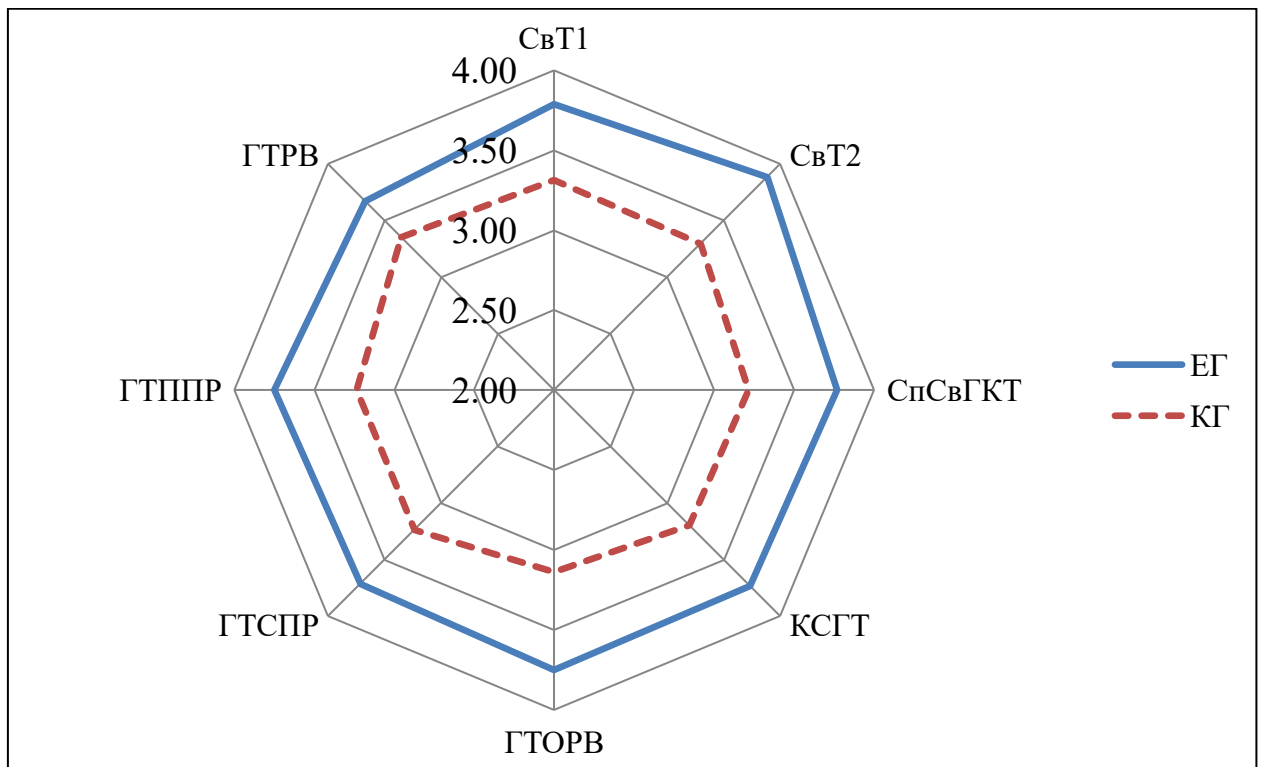 СвТ1
4.00
3.50
3.00
2.50
2.00
СвТ2
СпСвГКТ
КСГТ
ГТОРВ
ГТСПР
ГТППР
ГТРВ
ЕГ
КГ